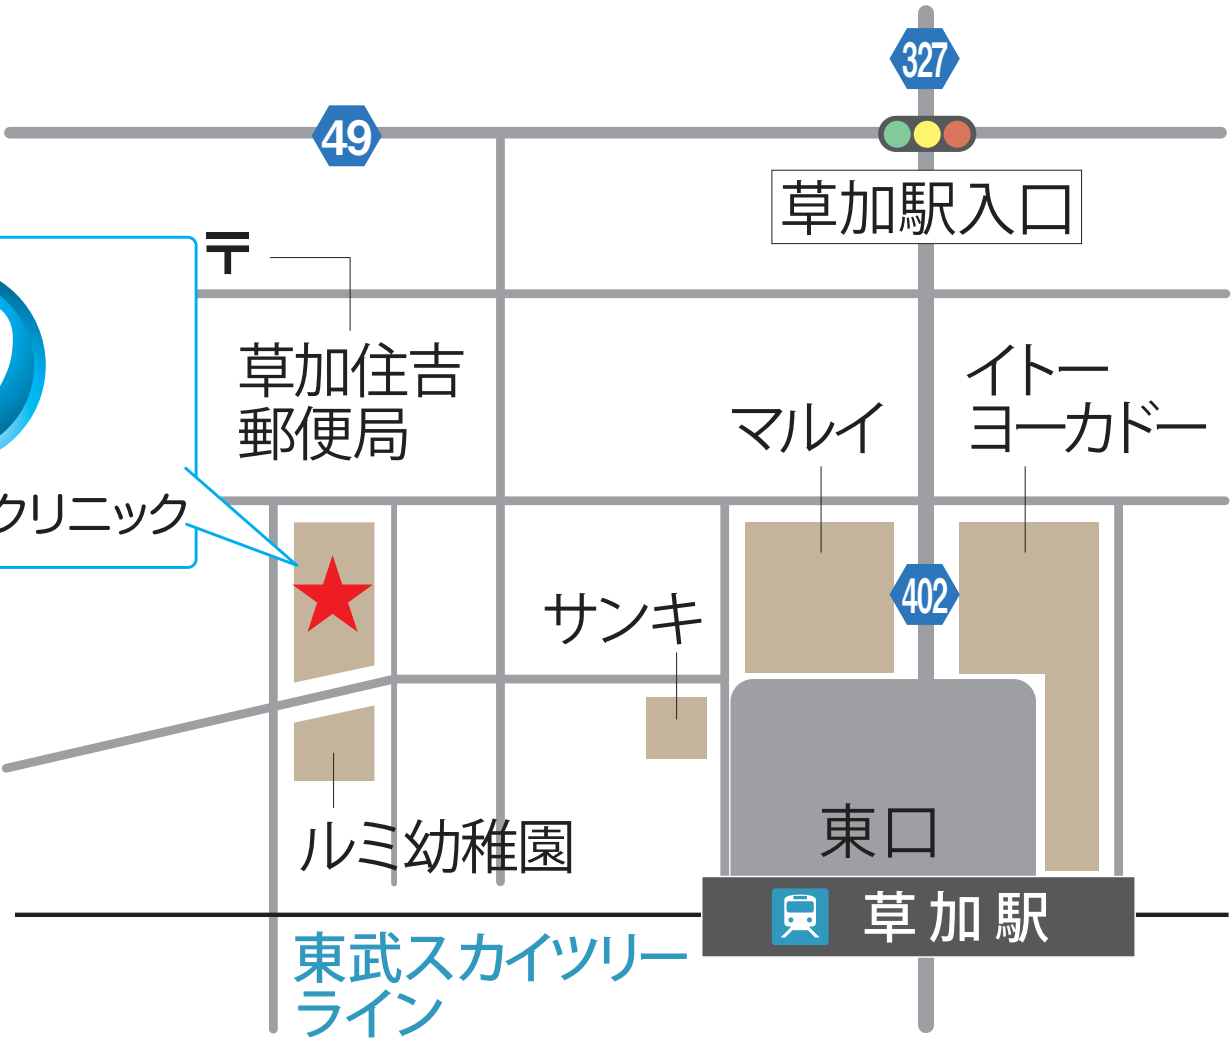 327
49
草加駅入口
〒
草加住吉
郵便局
イトー
ヨーカドー
マルイ
クリニック
402
サンキ
ルミ幼稚園
東口
草加駅
東武スカイツリー
ライン